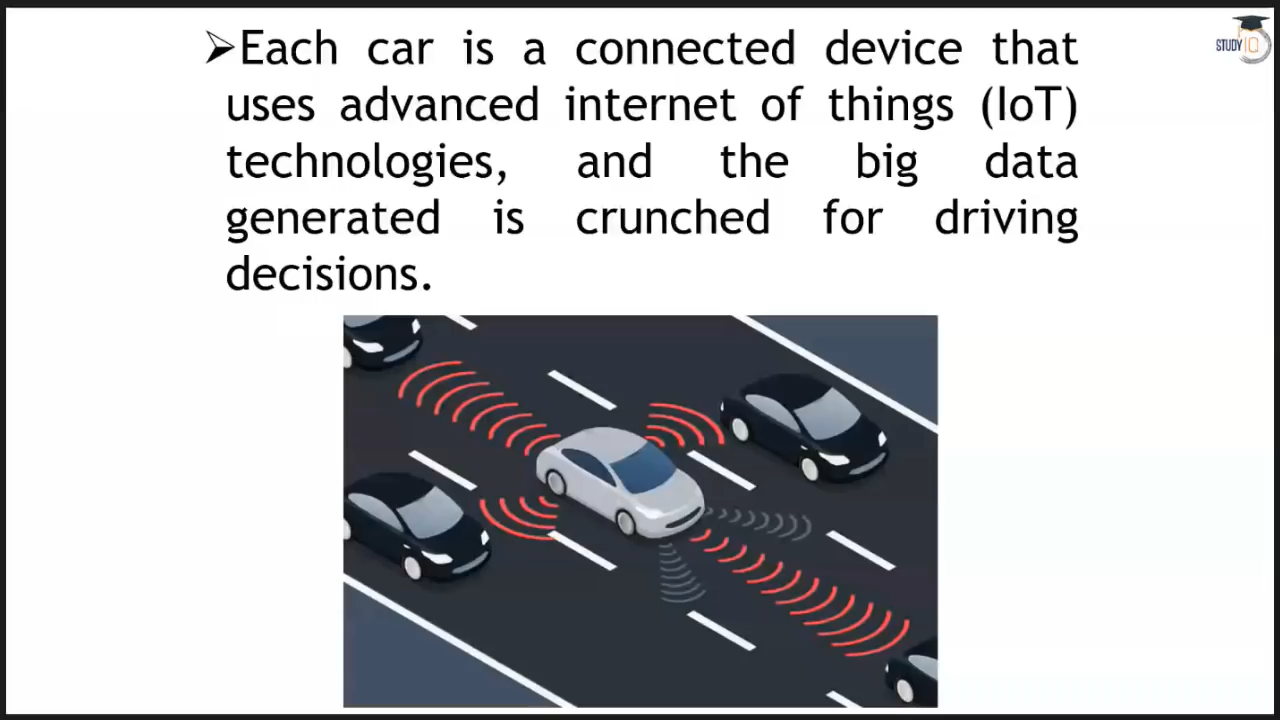 ➢Each car is a connected device that
uses advanced internet of things (IoT)
technologies, and the big data
generated is crunched for driving
decisions.
STUDY IQ